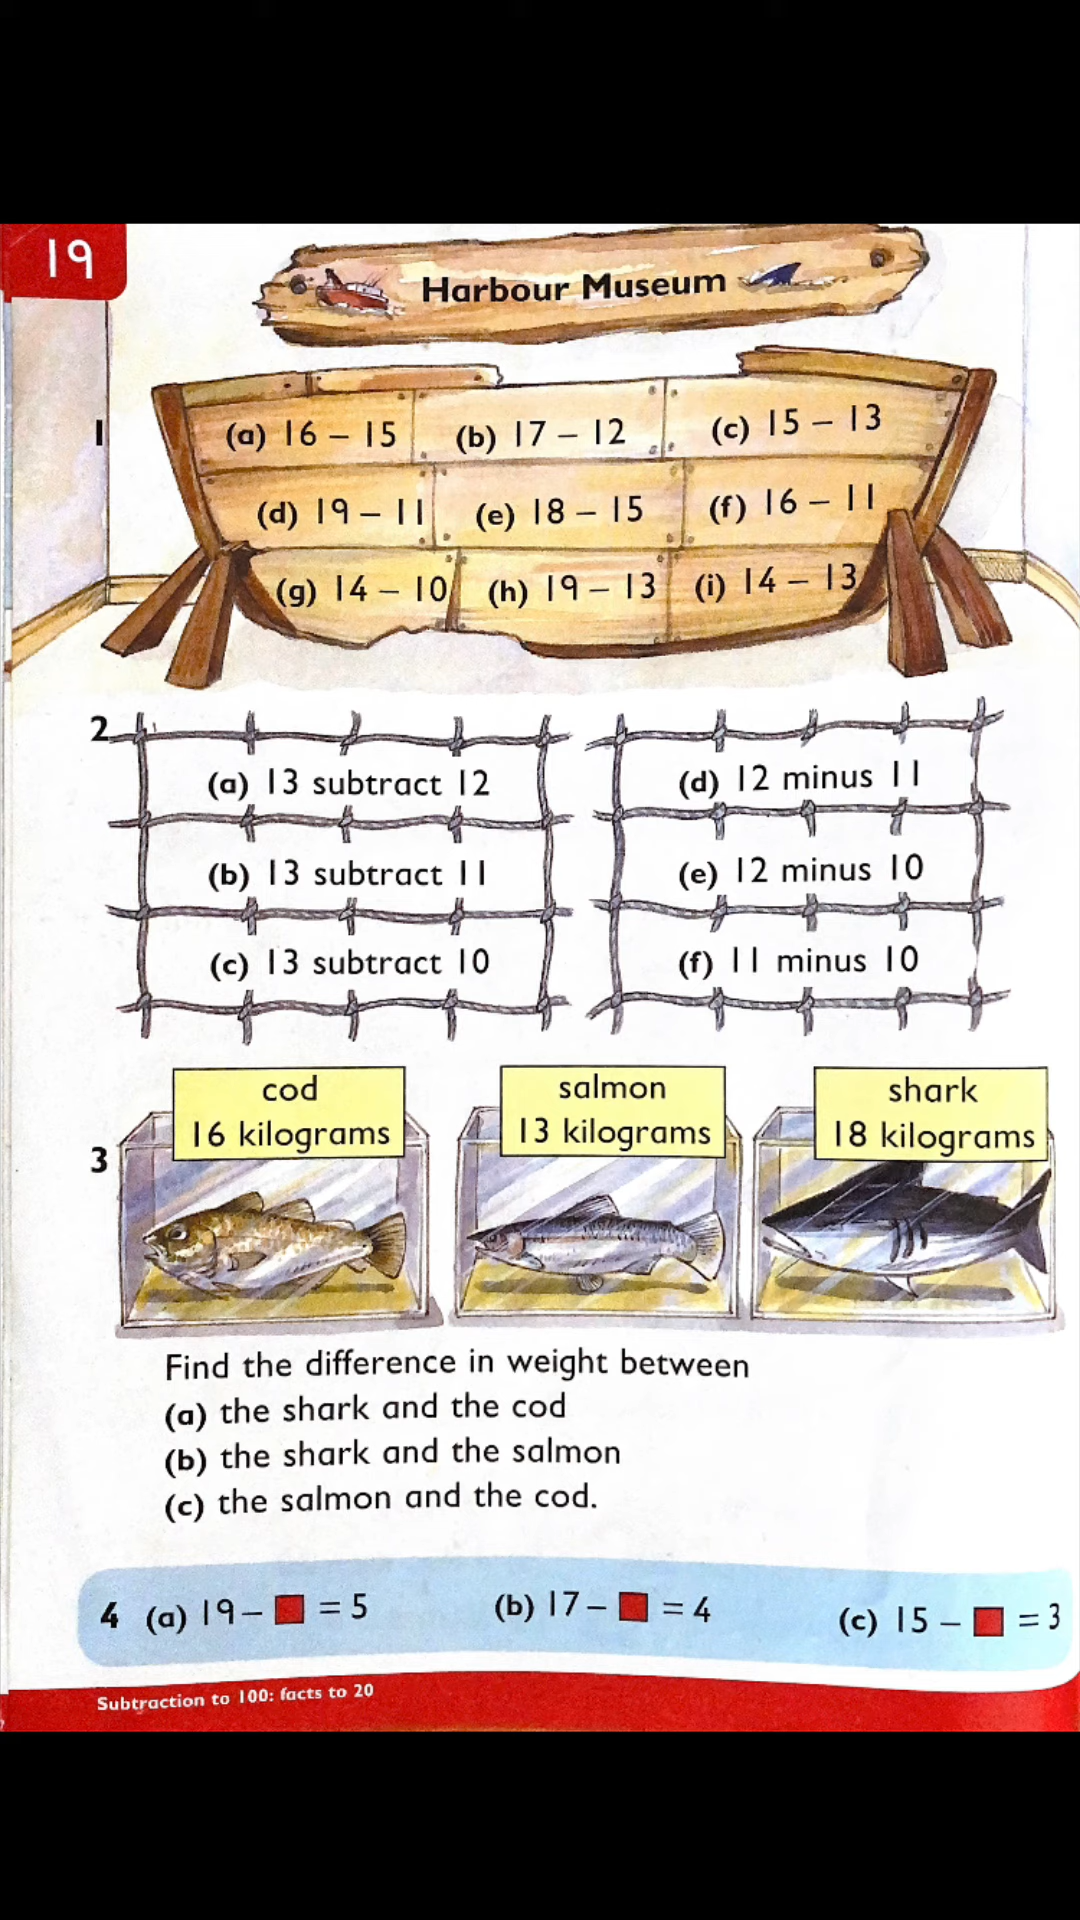 19
Harbour Museum
1
(a) 16 – 15 (b) 17 – 12 (c) 15 – 13
(d) 19 – 11 (e) 18 – 15 (f) 16 – 11
(g) 14 – 10 (h) 19 – 13 (i) 14 – 13
2
(a) 13 subtract 12 (d) 12 minus 11
(b) 13 subtract 11 (e) 12 minus 10
(c) 13 subtract 10 (f) 11 minus 10
3
cod
16 kilograms
salmon
13 kilograms
shark
18 kilograms
Find the difference in weight between
(a) the shark and the cod
(b) the shark and the salmon
(c) the salmon and the cod.
4 (a) 19 – ■ = 5 (b) 17 – ■ = 4 (c) 15 – ■ = 3
Subtraction to 100: facts to 20